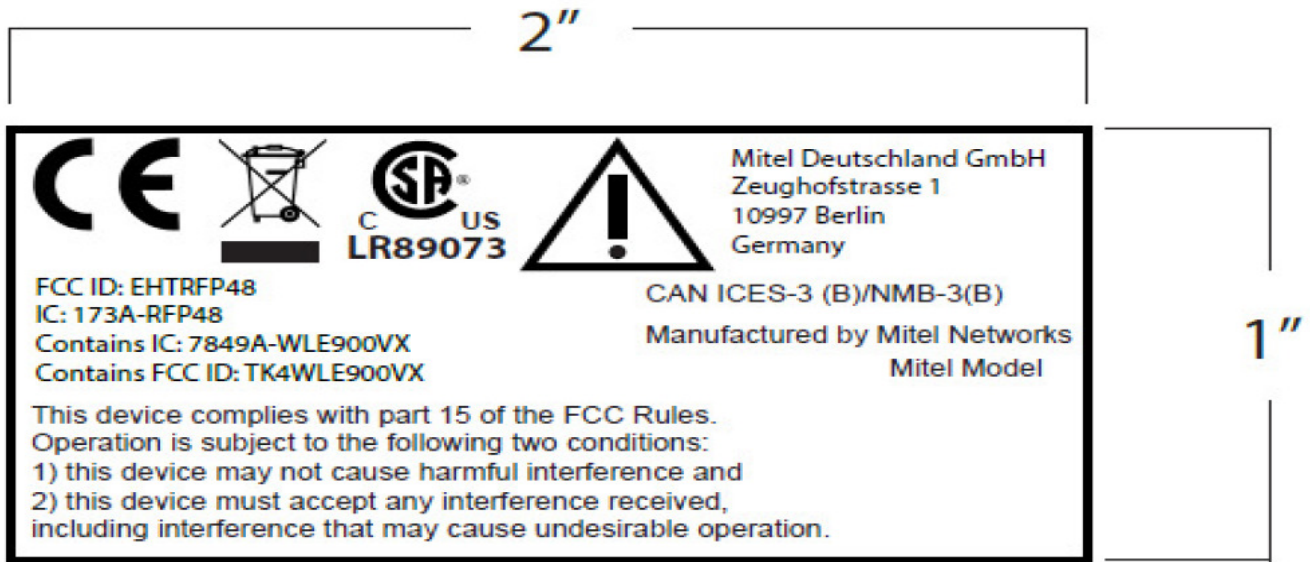 2”
CE
SA ®
C US
LR89073
Mitel Deutschland GmbH
Zeughofstrasse 1
10997 Berlin
Germany
FCC ID: EHTRFP48
IC: 173A-RFP48
Contains IC: 7849A-WLE900VX
Contains FCC ID: TK4WLE900VX
CAN ICES-3 (B)/NMB-3(B)
Manufactured by Mitel Networks
Mitel Model
1”
This device complies with part 15 of the FCC Rules.
Operation is subject to the following two conditions:
1) this device may not cause harmful interference and
2) this device must accept any interference received,
including interference that may cause undesirable operation.